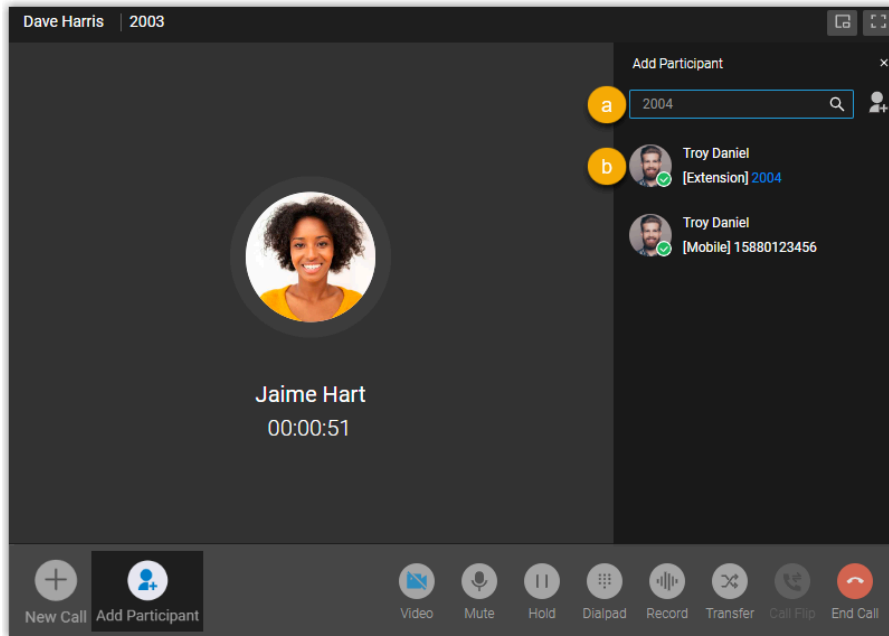 Dave Harris | 2003
Add Participant
a
2004
b
Troy Daniel
[Extension] 2004
Troy Daniel
[Mobile] 15880123456
Jaime Hart
00:00:51
New Call
Add Participant
Video
Mute
Hold
Dialpad
Record
Transfer
Call Flip
End Call